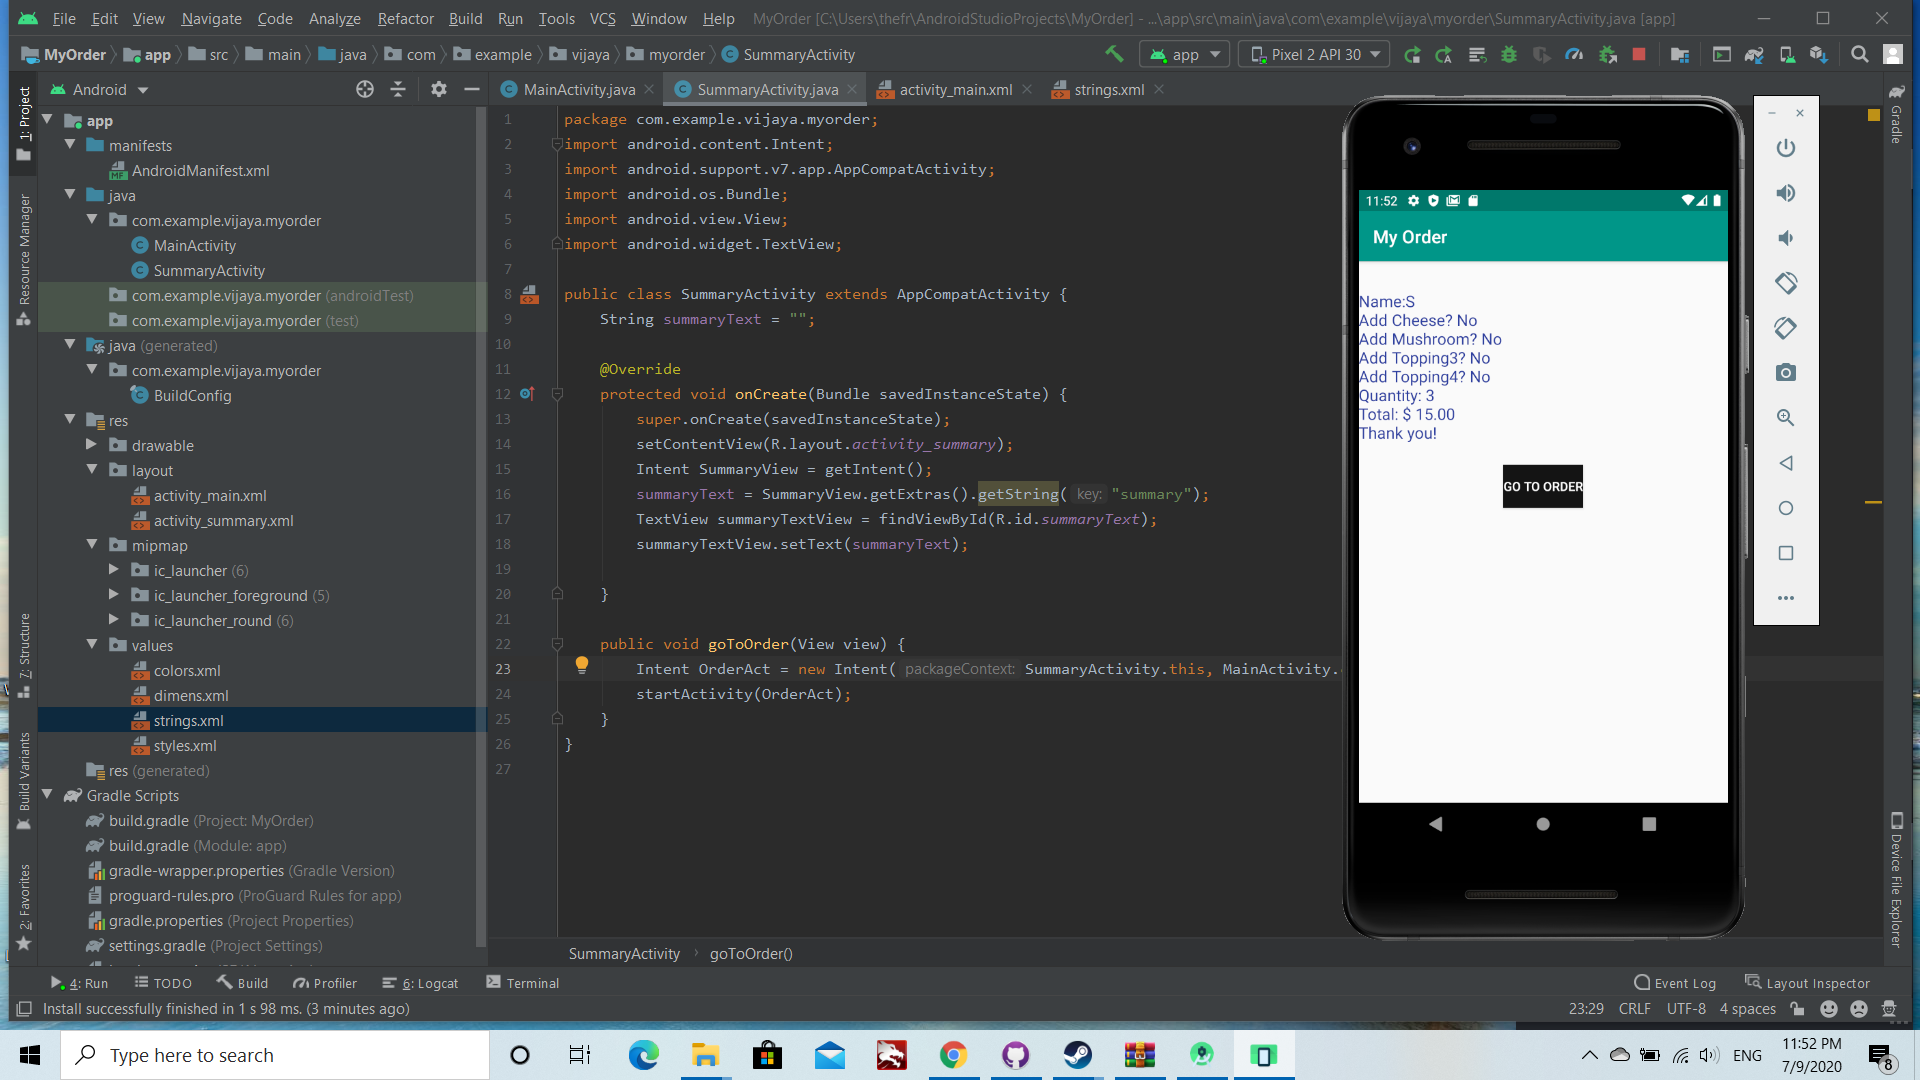 File Edit View Navigate Code Analyze Refactor Build Run Tools VCS Window Help MyOrder [C:\Users\thefr\AndroidStudioProjects\MyOrder] - ...\app\src\main\java\com\example\vijaya\myorder\SummaryActivity.java [app]
MyOrder app src main java com example vijaya myorder SummaryActivity app Pixel 2 API 30
Android MainActivity.java SummaryActivity.java activity_main.xml strings.xml
1: Project
Resource Manager
7: Structure
Build Variants
2: Favorites
app
manifests
AndroidManifest.xml
java
com.example.vijaya.myorder
MainActivity
SummaryActivity
com.example.vijaya.myorder (androidTest)
com.example.vijaya.myorder (test)
java (generated)
com.example.vijaya.myorder
BuildConfig
res
drawable
layout
activity_main.xml
activity_summary.xml
mipmap
ic_launcher (6)
ic_launcher_foreground (5)
ic_launcher_round (6)
values
colors.xml
dimens.xml
strings.xml
styles.xml
res (generated)
Gradle Scripts
build.gradle (Project: MyOrder)
build.gradle (Module: app)
gradle-wrapper.properties (Gradle Version)
proguard-rules.pro (ProGuard Rules for app)
gradle.properties (Project Properties)
settings.gradle (Project Settings)
1 package com.example.vijaya.myorder;
2 import android.content.Intent;
3 import android.support.v7.app.AppCompatActivity;
4 import android.os.Bundle;
5 import android.view.View;
6 import android.widget.TextView;
7
8 public class SummaryActivity extends AppCompatActivity {
9 String summaryText = "";
10
11 @Override
12 protected void onCreate(Bundle savedInstanceState) {
13 super.onCreate(savedInstanceState);
14 setContentView(R.layout.activity_summary);
15 Intent SummaryView = getIntent();
16 summaryText = SummaryView.getExtras().getString( key: "summary");
17 TextView summaryTextView = findViewById(R.id.summaryText);
18 summaryTextView.setText(summaryText);
19
20 }
21
22 public void goToOrder(View view) {
23 Intent OrderAct = new Intent( packageContext: SummaryActivity.this, MainActivity.
24 startActivity(OrderAct);
25 }
26 }
27
11:52
My Order
Name:S
Add Cheese? No
Add Mushroom? No
Add Topping3? No
Add Topping4? No
Quantity: 3
Total: $ 15.00
Thank you!
GO TO ORDER
Gradle
Device File Explorer
SummaryActivity goToOrder()
4: Run TODO Build Profiler 6: Logcat Terminal Event Log Layout Inspector
Install successfully finished in 1 s 98 ms. (3 minutes ago) 23:29 CRLF UTF-8 4 spaces
Type here to search ENG 11:52 PM
7/9/2020 8